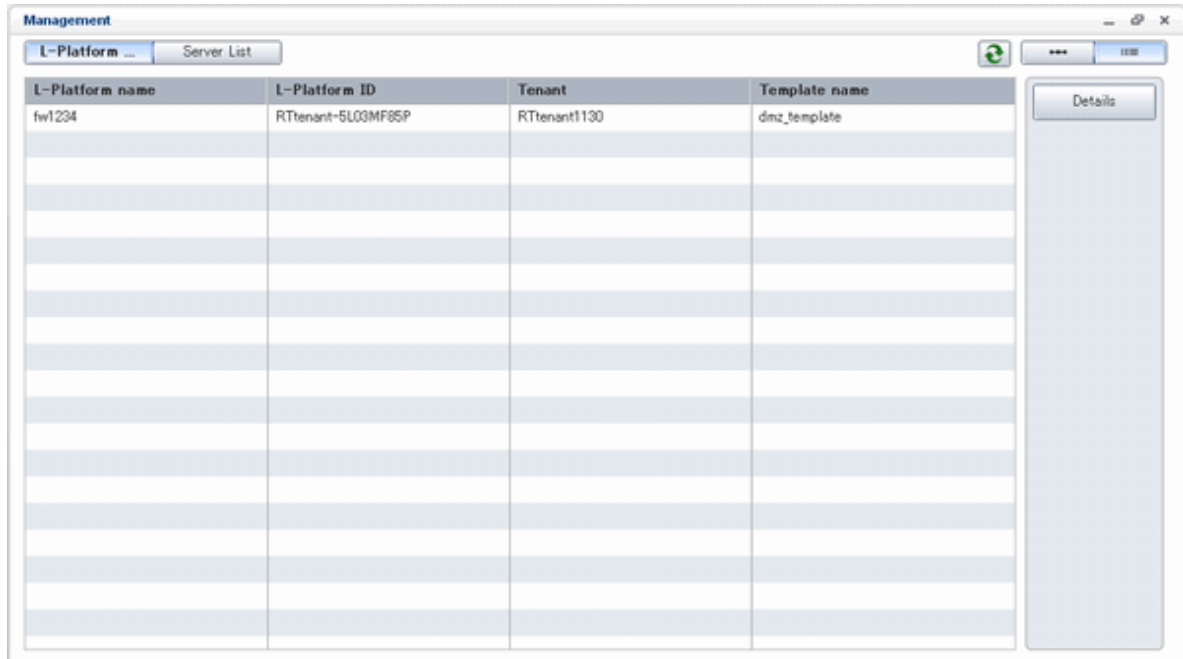 Management
L-Platform ... Server List
L-Platform name L-Platform ID Tenant Template name
Details
fw1234 RTtenant-5L03MF85P RTtenant1130 dmz_template